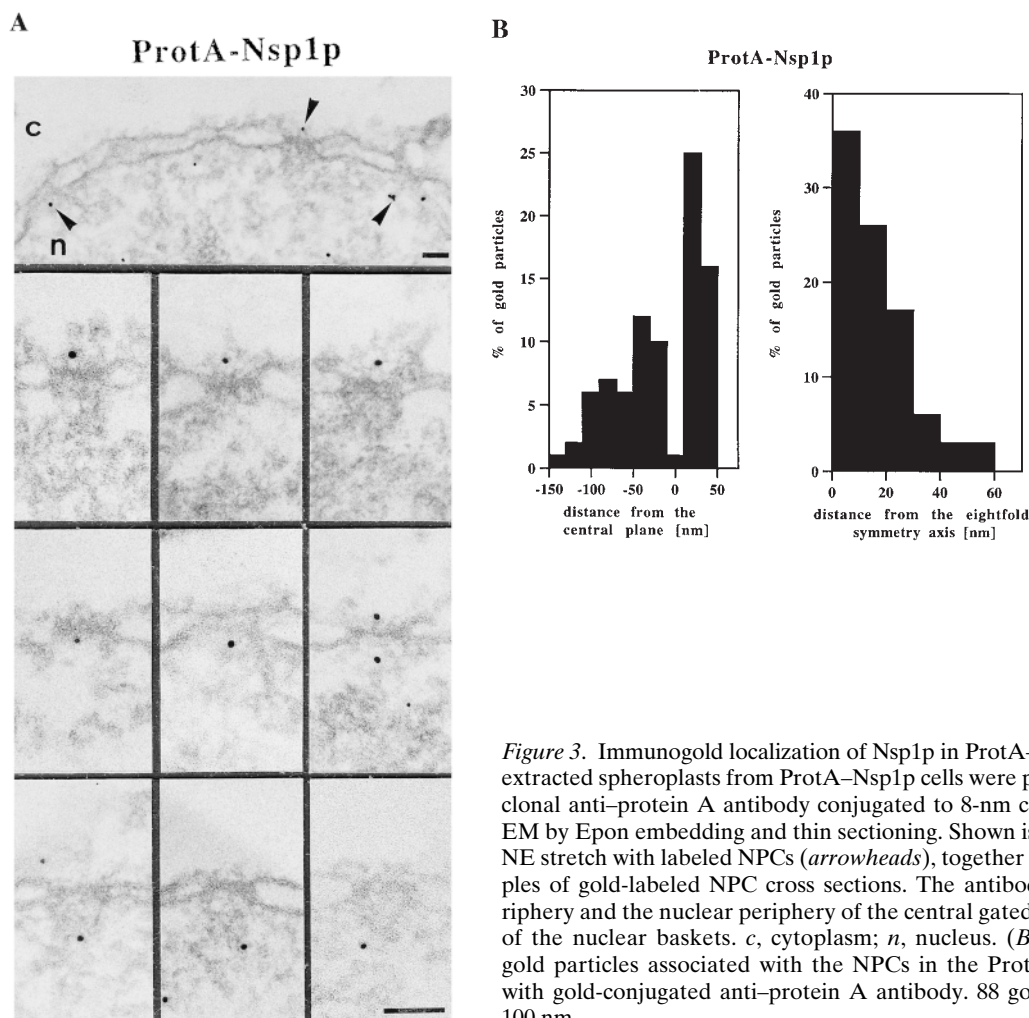 A
ProtA-Nsp1p
c
n
B
ProtA-Nsp1p
% of gold particles
30
25
20
15
10
5
0
-150 -100 -50 0 50
distance from the
central plane [nm]
% of gold particles
40
30
20
10
0
0 20 40 60
distance from the eightfold
symmetry axis [nm]
Figure 3. Immunogold localization of Nsp1p in ProtA–
extracted spheroplasts from ProtA–Nsp1p cells were p
clonal anti–protein A antibody conjugated to 8-nm c
EM by Epon embedding and thin sectioning. Shown is
NE stretch with labeled NPCs (arrowheads), together
ples of gold-labeled NPC cross sections. The antibod
riphery and the nuclear periphery of the central gated
of the nuclear baskets. c, cytoplasm; n, nucleus. (B
gold particles associated with the NPCs in the Prot
with gold-conjugated anti–protein A antibody. 88 go
100 nm